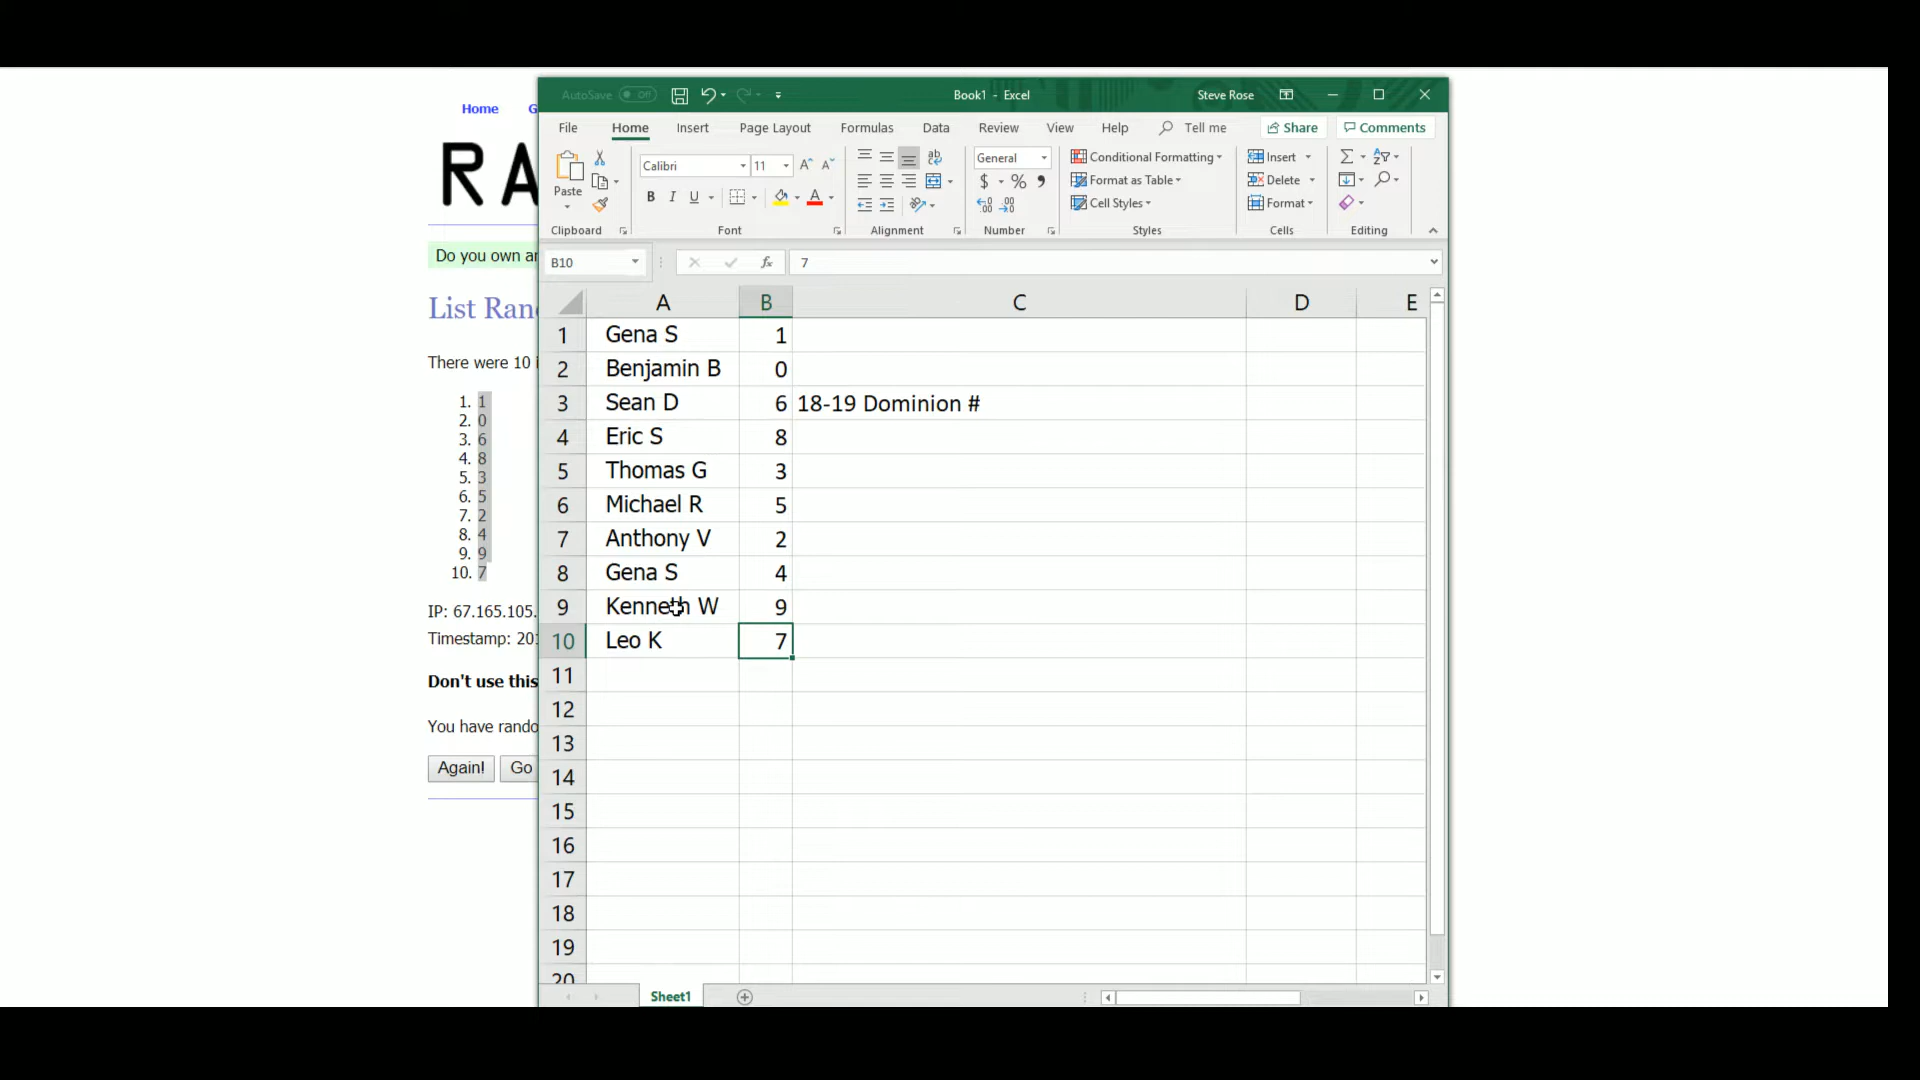 Home G
RA
Do you own an
List Ran
There were 10 i
1. 1
2. 0
3. 6
4. 8
5. 3
6. 5
7. 2
8. 4
9. 9
10. 7
IP: 67.165.105.
Timestamp: 201
Don't use this
You have rando
Again! Go
AutoSave Off Book1 - Excel Steve Rose
File Home Insert Page Layout Formulas Data Review View Help Tell me Share Comments
Paste Calibri 11 General Conditional Formatting Insert
Format as Table Delete
B I U A Cell Styles Format
Clipboard Font Alignment Number Styles Cells Editing
B10 fx 7
A B C D E
1 Gena S 1
2 Benjamin B 0
3 Sean D 6 18-19 Dominion #
4 Eric S 8
5 Thomas G 3
6 Michael R 5
7 Anthony V 2
8 Gena S 4
9 Kenneth W 9
10 Leo K 7
11
12
13
14
15
16
17
18
19
20
Sheet1